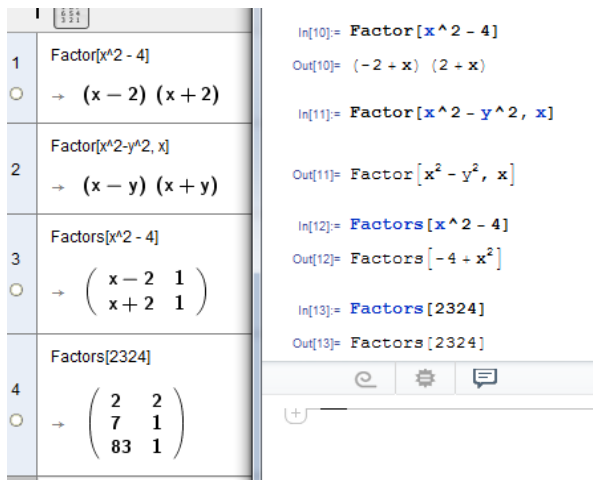 1
Factor[x^2 - 4]
→ (x − 2) (x + 2)
2
Factor[x^2-y^2, x]
→ (x − y) (x + y)
3
Factors[x^2 - 4]
→ ( x − 2 1
x + 2 1 )
4
Factors[2324]
→ ( 2 2
7 1
83 1 )
In[10]:= Factor[x^2 - 4]
Out[10]= (-2 + x) (2 + x)
In[11]:= Factor[x^2 - y^2, x]
Out[11]= Factor[x² - y², x]
In[12]:= Factors[x^2 - 4]
Out[12]= Factors[-4 + x²]
In[13]:= Factors[2324]
Out[13]= Factors[2324]